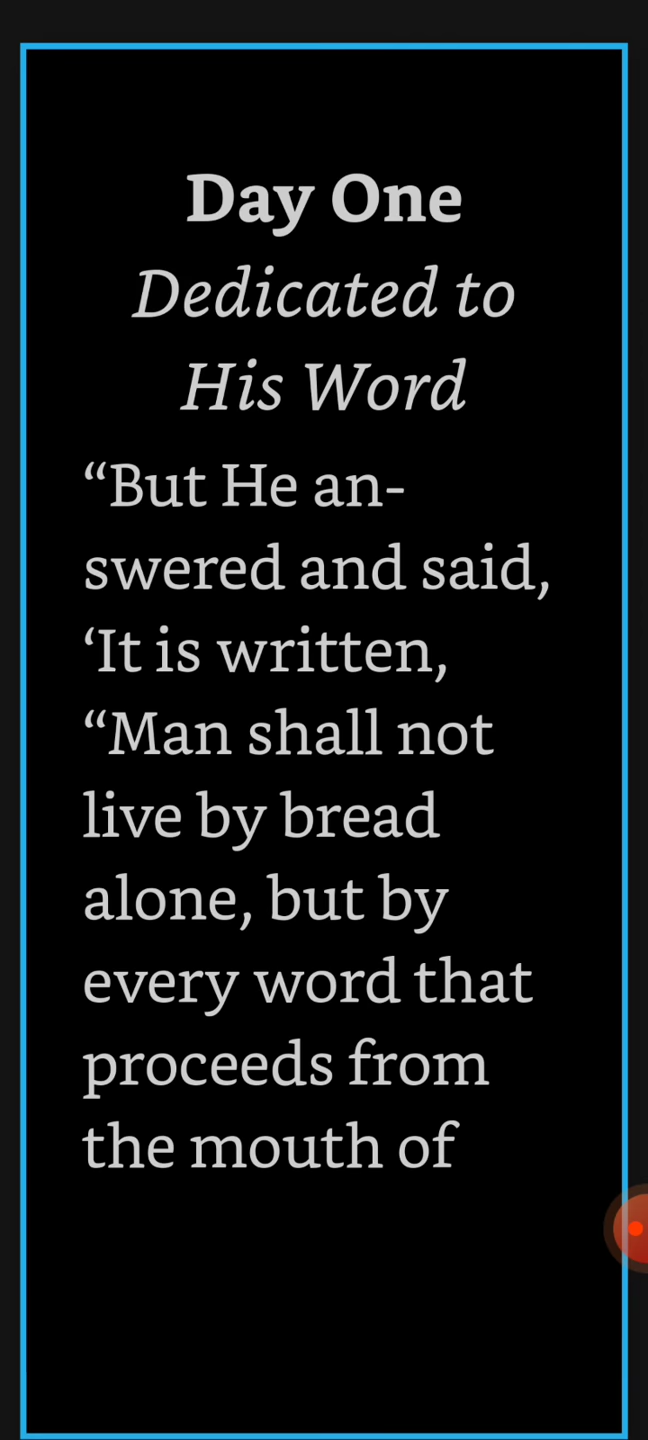 Day One
Dedicated to
His Word
“But He an-
swered and said,
‘It is written,
“Man shall not
live by bread
alone, but by
every word that
proceeds from
the mouth of